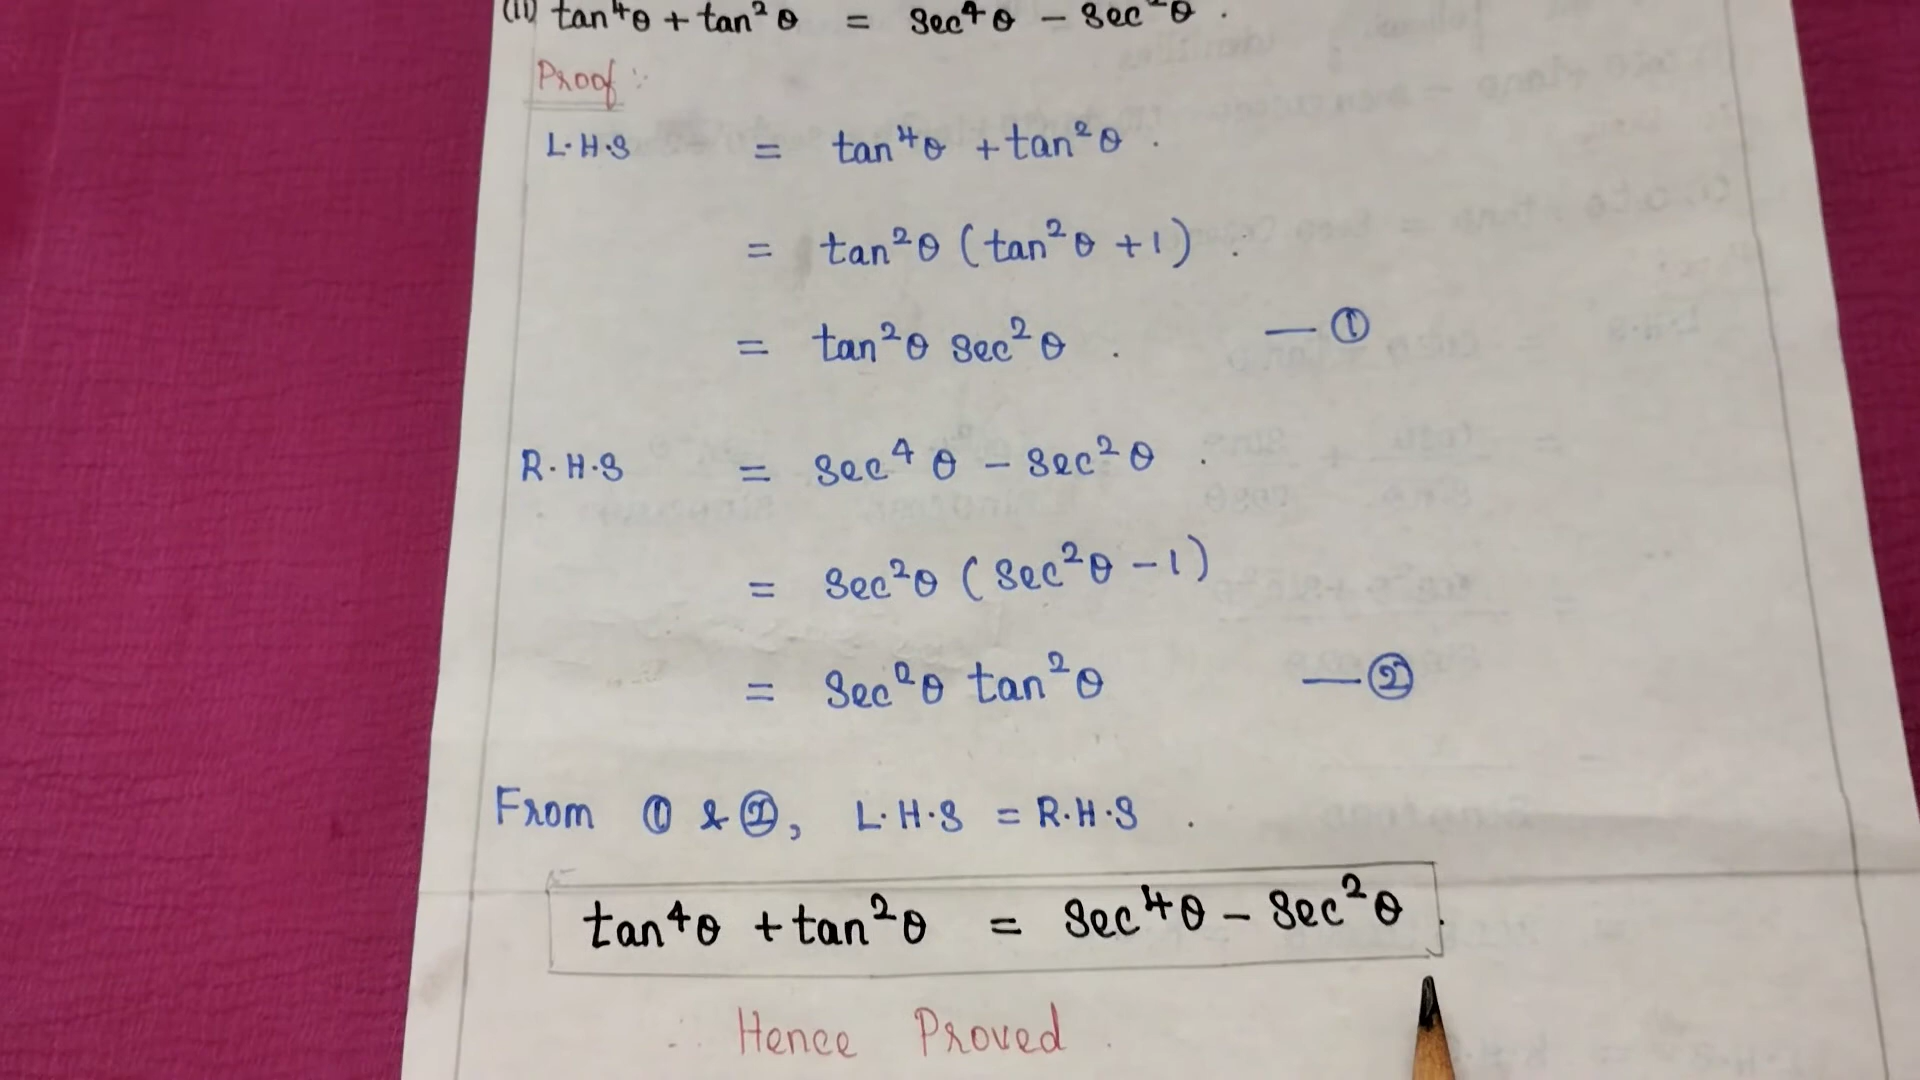 (ii) tan⁴θ + tan²θ = sec⁴θ − sec²θ .
Proof :
L.H.S = tan⁴θ + tan²θ .
= tan²θ (tan²θ + 1) .
= tan²θ sec²θ . — ①
R.H.S = sec⁴θ − sec²θ .
= sec²θ (sec²θ − 1)
= sec²θ tan²θ — ②
From ① & ②, L.H.S = R.H.S .
tan⁴θ + tan²θ = sec⁴θ − sec²θ .
∴ Hence Proved .